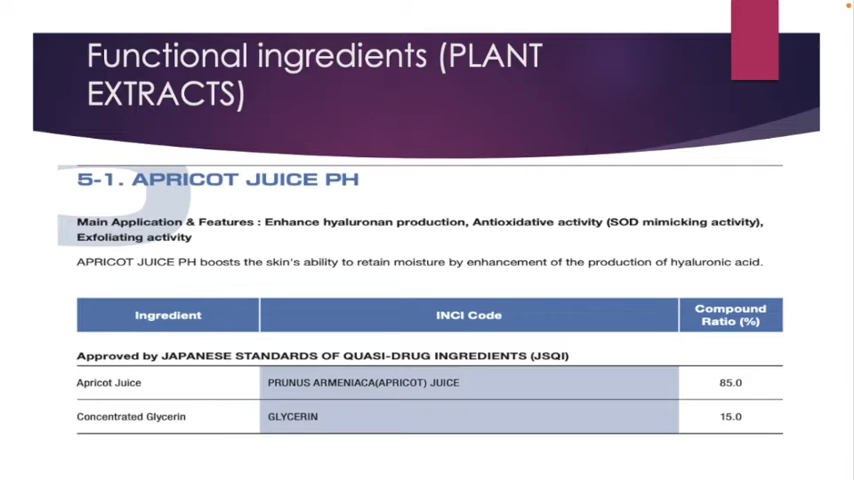 Functional ingredients (PLANT
EXTRACTS)
5-1. APRICOT JUICE PH
Main Application & Features : Enhance hyaluronan production, Antioxidative activity (SOD mimicking activity),
Exfoliating activity
APRICOT JUICE PH boosts the skin's ability to retain moisture by enhancement of the production of hyaluronic acid.
Ingredient INCI Code Compound
Ratio (%)
Approved by JAPANESE STANDARDS OF QUASI-DRUG INGREDIENTS (JSQI)
Apricot Juice PRUNUS ARMENIACA(APRICOT) JUICE 85.0
Concentrated Glycerin GLYCERIN 15.0